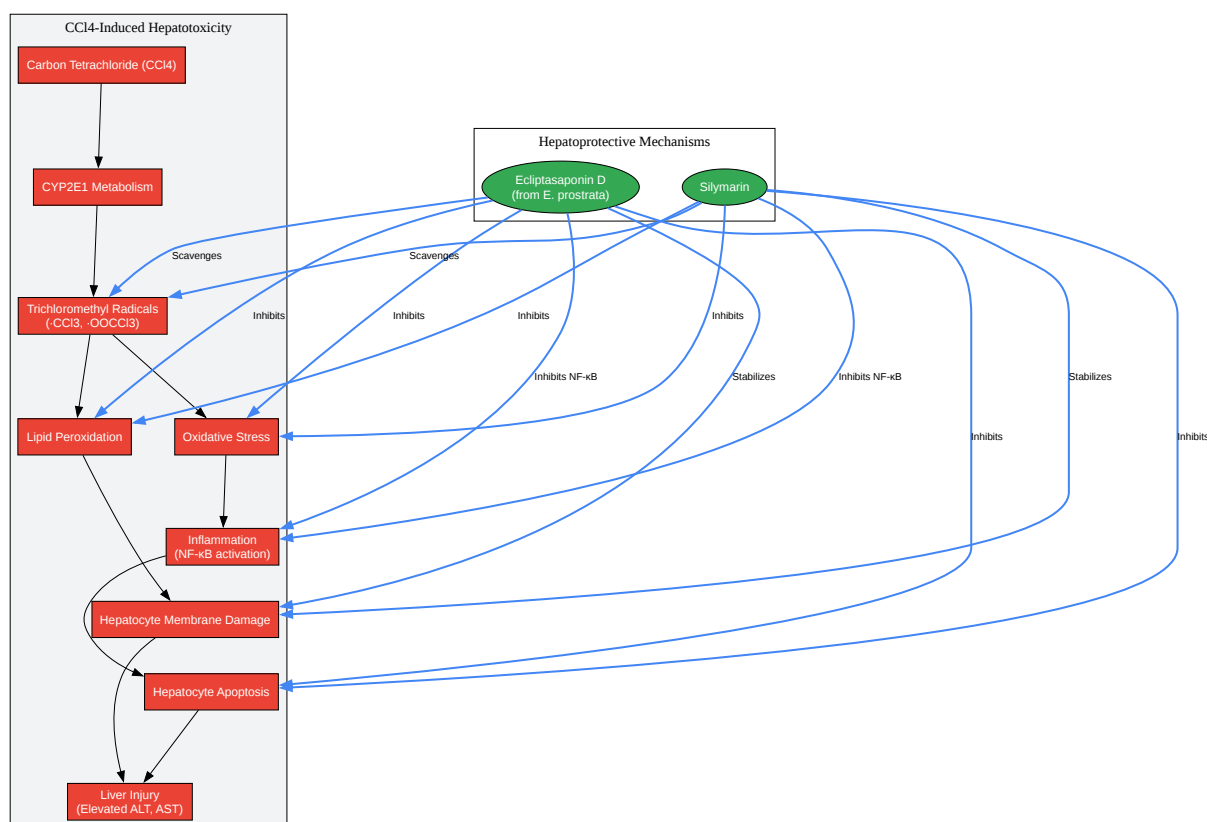 CCl4-Induced Hepatotoxicity
Carbon Tetrachloride (CCl4)
Hepatoprotective Mechanisms
Ecliptasaponin D
(from E. prostrata)
Silymarin
CYP2E1 Metabolism
Scavenges
Scavenges
Trichloromethyl Radicals
(·CCl3, ·OOCCl3)
Inhibits
Inhibits
Inhibits
Inhibits
Inhibits NF-κB
Stabilizes
Inhibits NF-κB
Stabilizes
Lipid Peroxidation
Oxidative Stress
Inhibits
Inhibits
Inflammation
(NF-κB activation)
Hepatocyte Membrane Damage
Hepatocyte Apoptosis
Liver Injury
(Elevated ALT, AST)